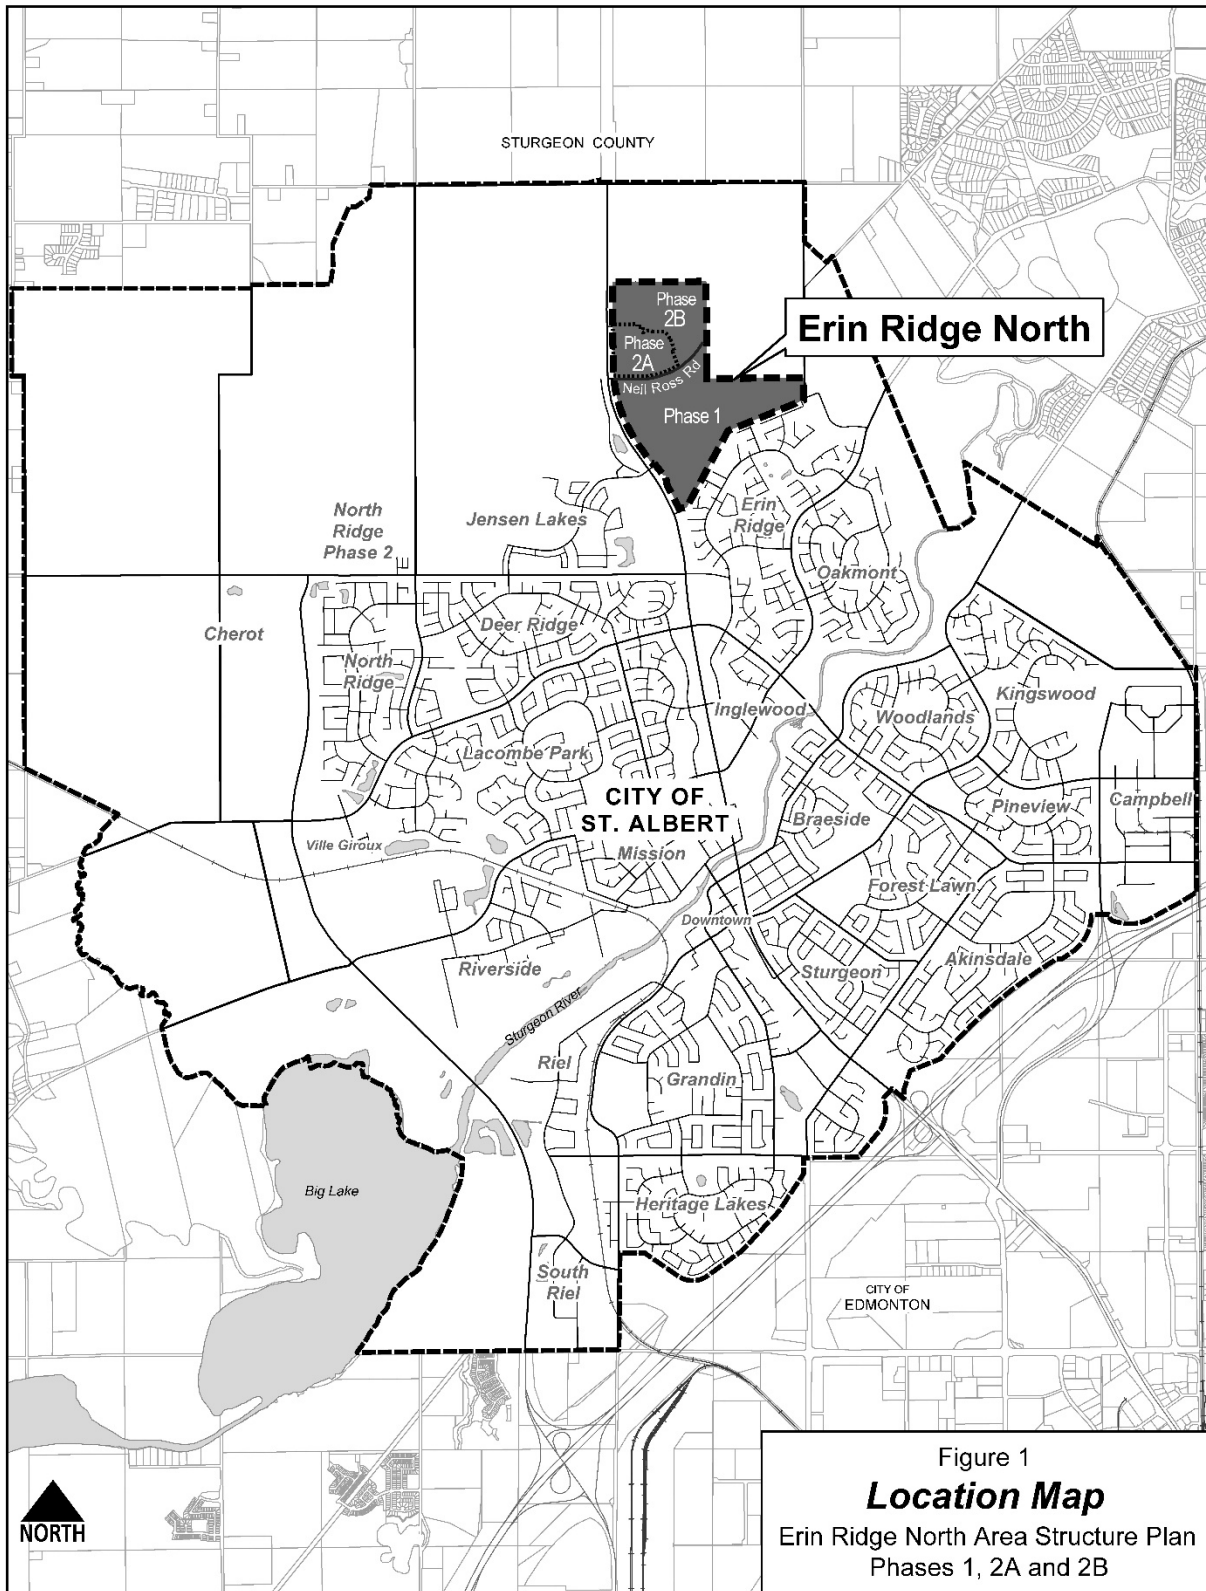 STURGEON COUNTY
Phase
2B
Phase
2A
Neil Ross Rd
Phase 1
Erin Ridge North
North
Ridge
Phase 2
Jensen Lakes
Erin
Ridge
Oakmont
Cherot
Deer Ridge
North
Ridge
Inglewood
Woodlands
Kingswood
Lacombe Park
CITY OF
ST. ALBERT
Braeside
Pineview
Campbell
Ville Giroux
Mission
Forest Lawn
Downtown
Riverside
Sturgeon
Akinsdale
Sturgeon River
Riel
Grandin
Big Lake
Heritage Lakes
South
Riel
CITY OF
EDMONTON
NORTH
Figure 1
Location Map
Erin Ridge North Area Structure Plan
Phases 1, 2A and 2B